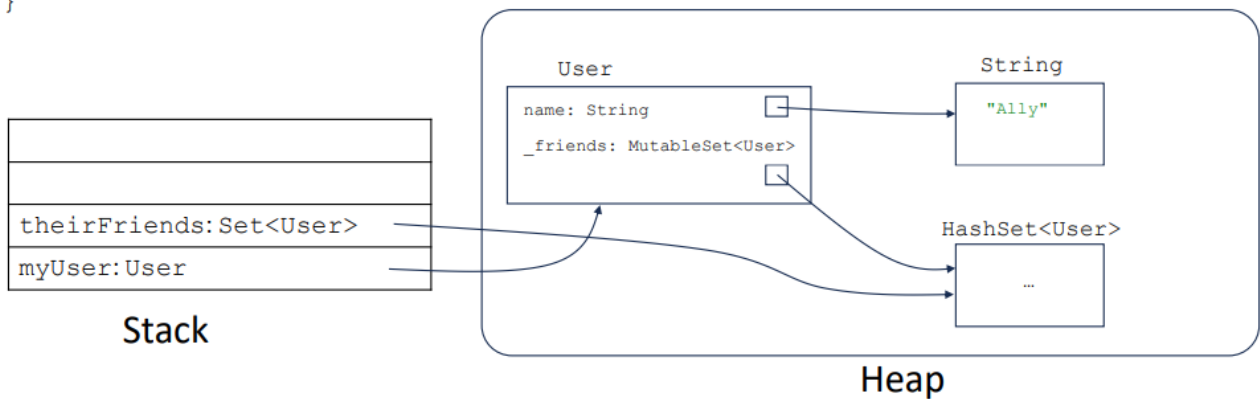 }
User
String
name: String
"Ally"
_friends: MutableSet<User>
theirFriends:Set<User>
HashSet<User>
myUser:User
…
Stack
Heap